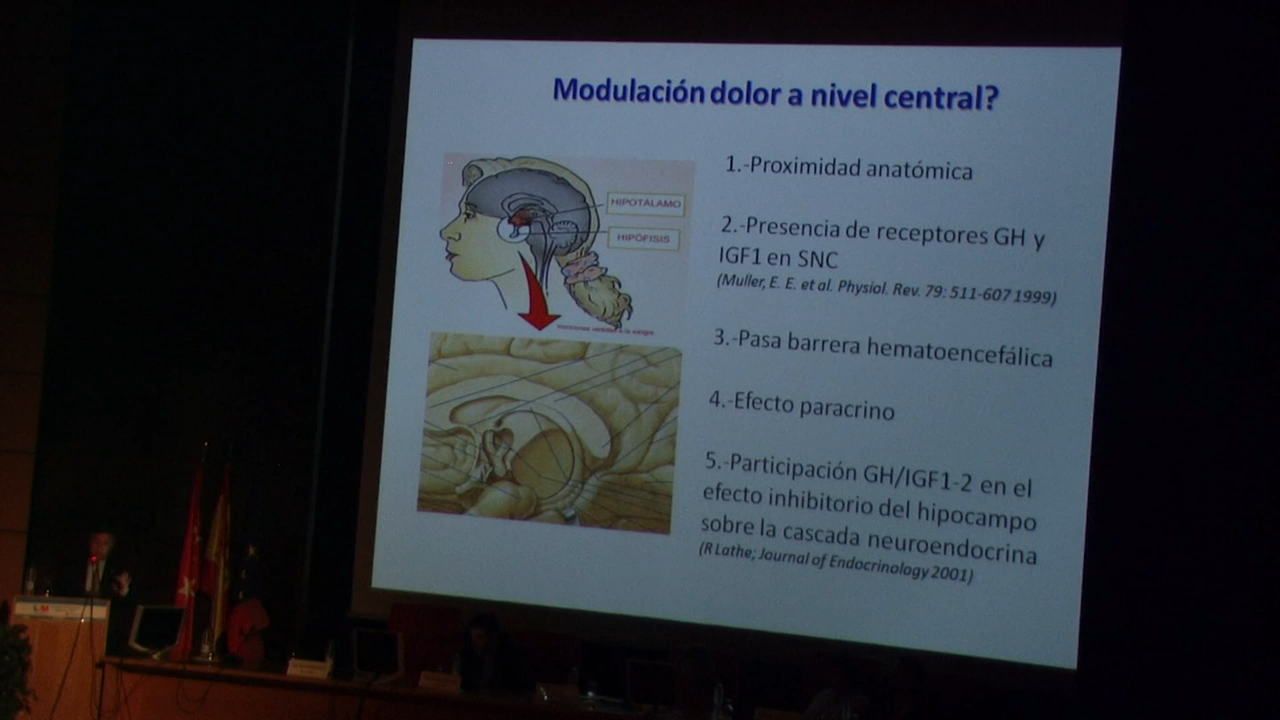 Modulación dolor a nivel central?
HIPOTÁLAMO
HIPÓFISIS
1.-Proximidad anatómica
2.-Presencia de receptores GH y
IGF1 en SNC
(Muller, E. E. et al. Physiol. Rev. 79: 511-607 1999)
3.-Pasa barrera hematoencefálica
4.-Efecto paracrino
5.-Participación GH/IGF1-2 en el
efecto inhibitorio del hipocampo
sobre la cascada neuroendocrina
(R Lathe; Journal of Endocrinology 2001)